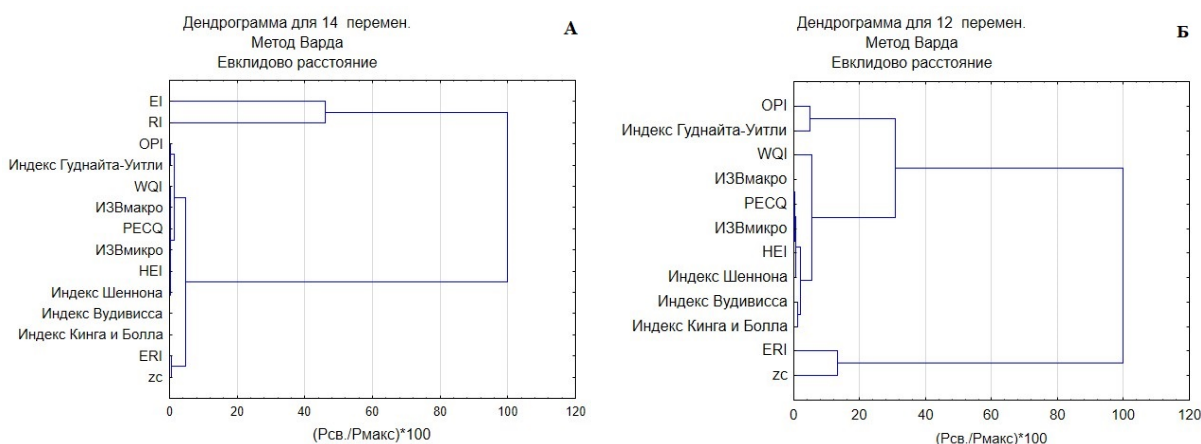 Дендрограмма для 14 перемен.
Метод Варда
Евклидово расстояние
А
EI
RI
OPI
Индекс Гуднайта-Уитли
WQI
ИЗВмакро
PECQ
ИЗВмикро
HEI
Индекс Шеннона
Индекс Вудивисса
Индекс Кинга и Болла
ERI
zc
0 20 40 60 80 100 120
(Рсв./Рмакс)*100
Дендрограмма для 12 перемен.
Метод Варда
Евклидово расстояние
Б
OPI
Индекс Гуднайта-Уитли
WQI
ИЗВмакро
PECQ
ИЗВмикро
HEI
Индекс Шеннона
Индекс Вудивисса
Индекс Кинга и Болла
ERI
zc
0 20 40 60 80 100 120
(Рсв./Рмакс)*100